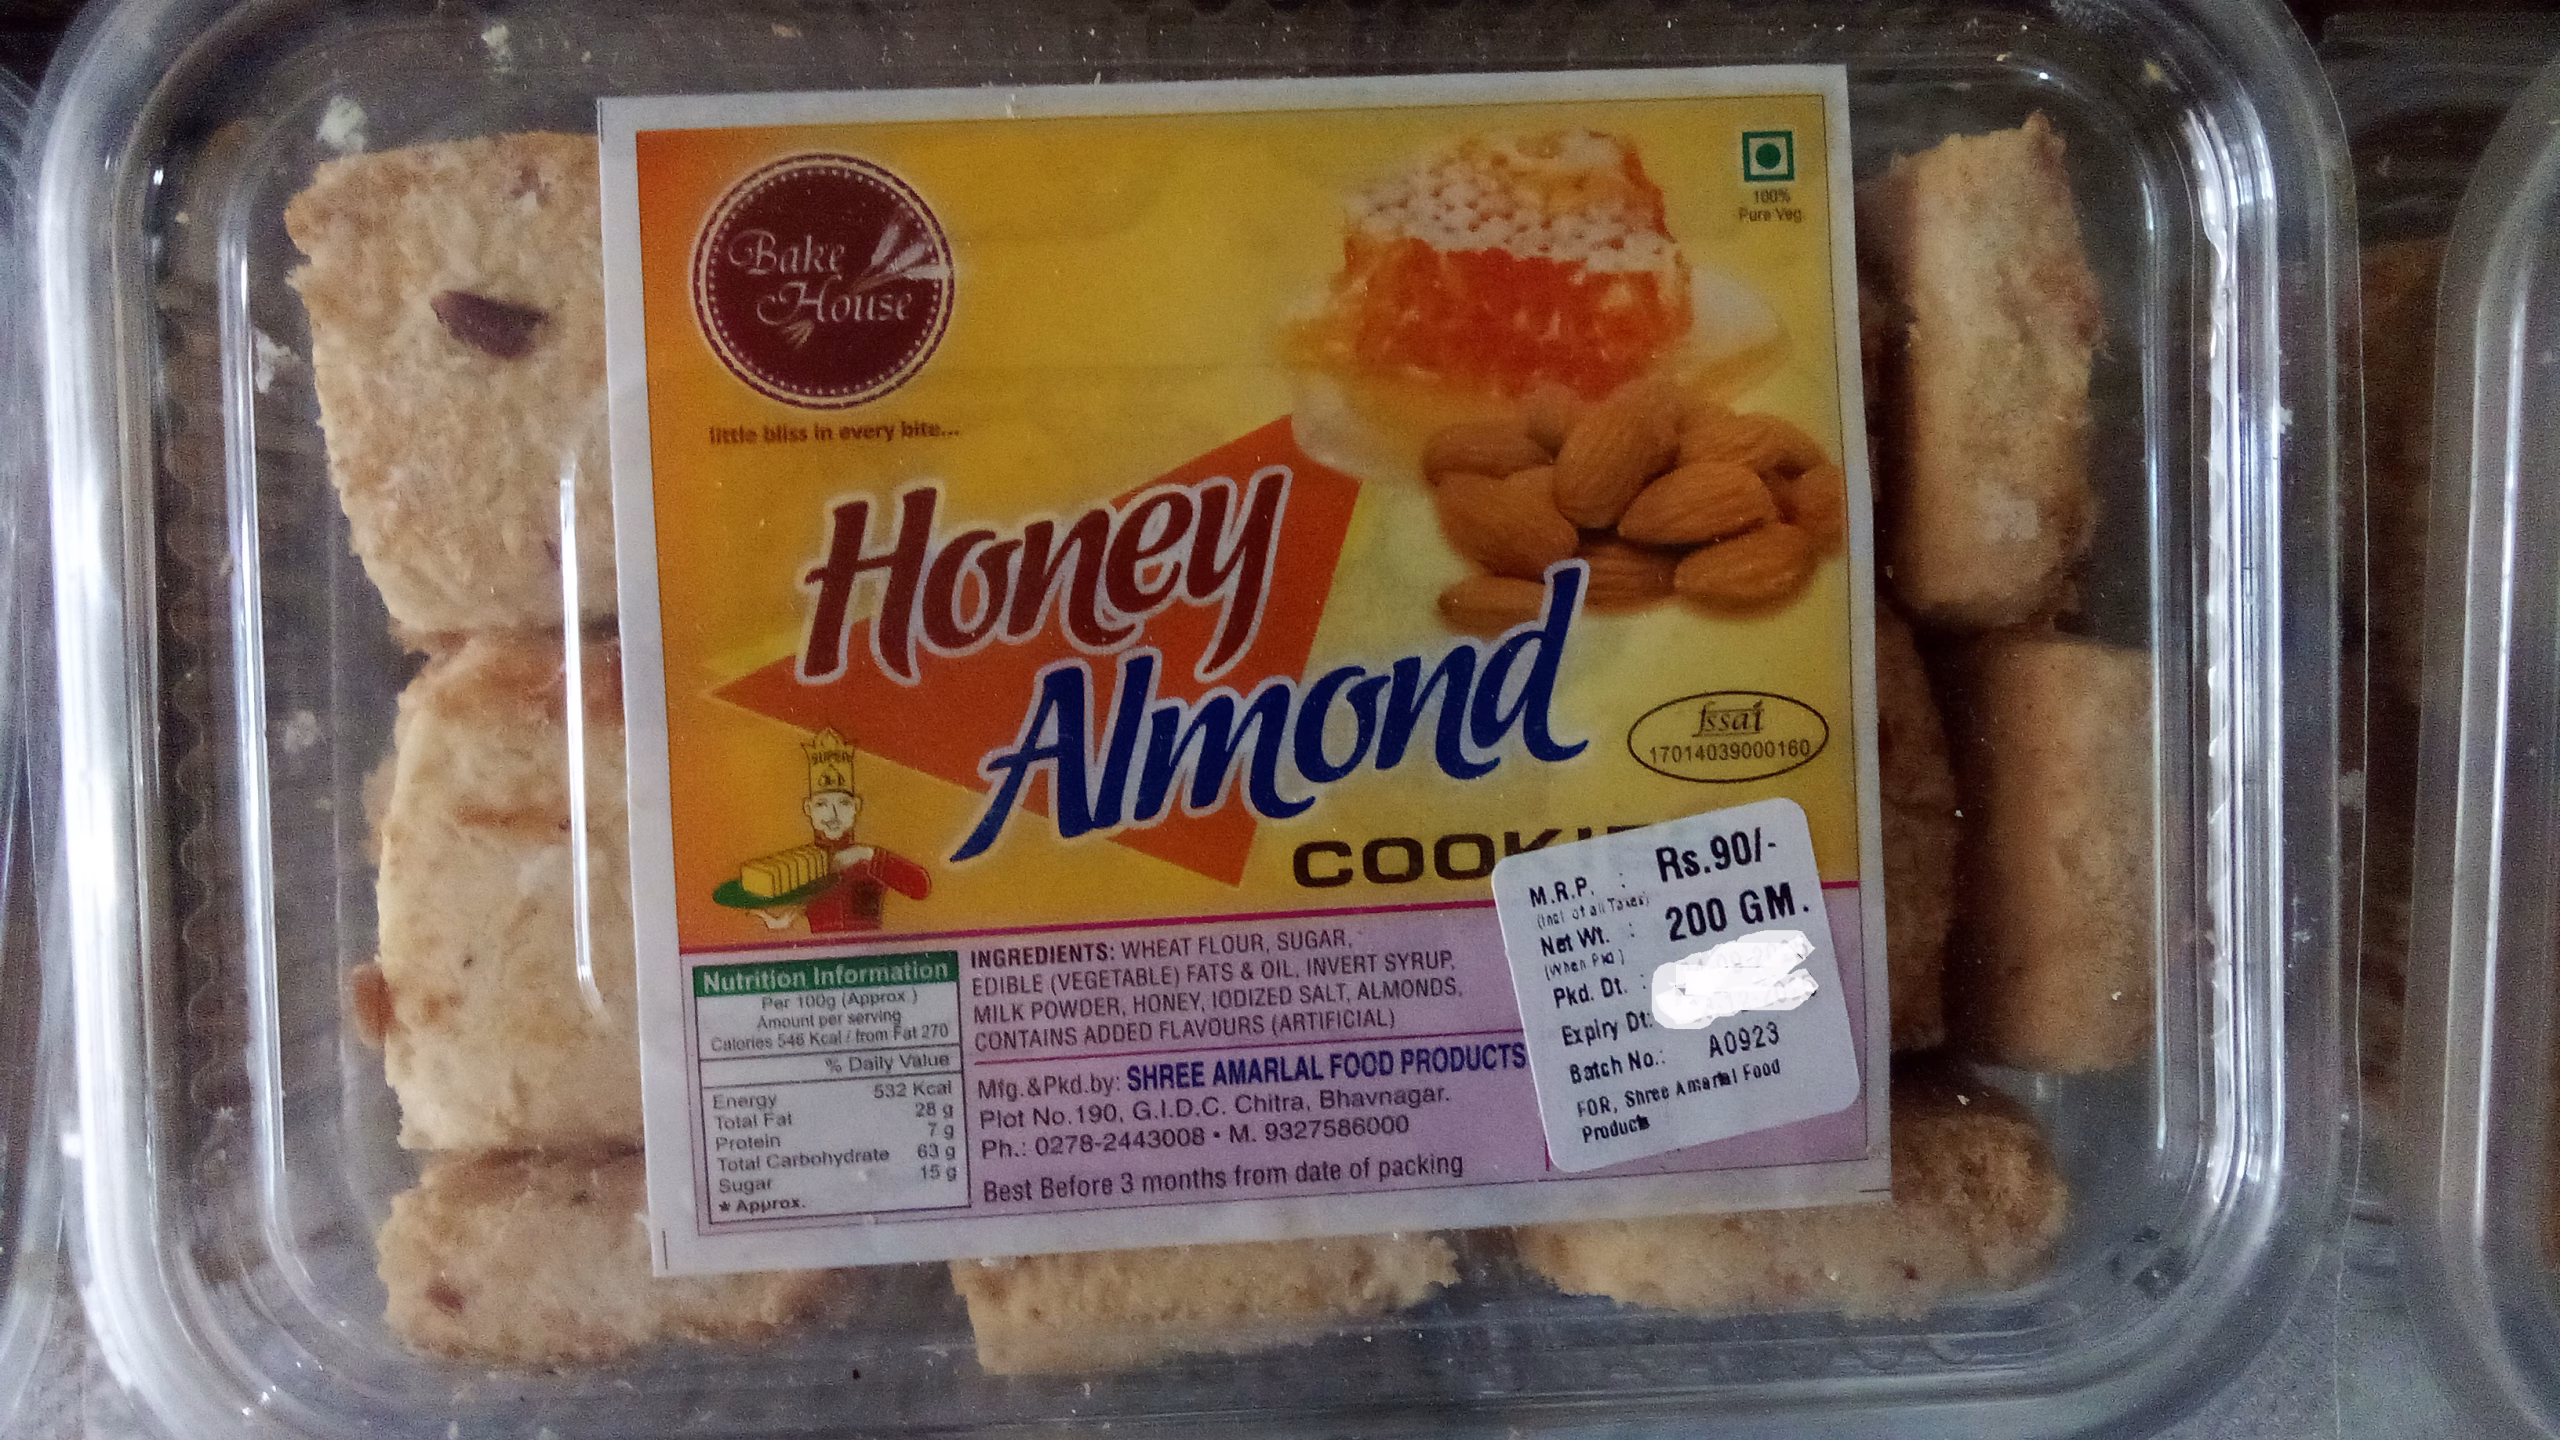 Bake
House
little bliss in every bite...
100%
Pure Veg
Honey
Almond
fssai
17014039000160
SUPER
COOKI
M.R.P. : Rs.90/-
(Incl of all Taxes)
Net Wt. : 200 GM.
(When Pkd)
Pkd. Dt. :
Expiry Dt:
Batch No.: A0923
FOR, Shree Amarlal Food
Products
Nutrition Information
Per 100g (Approx.)
Amount per serving
Calories 546 Kcal / from Fat 270
% Daily Value
Energy 532 Kcal
Total Fat 28 g
Protein 7 g
Total Carbohydrate 63 g
Sugar 15 g
* Approx.
INGREDIENTS: WHEAT FLOUR, SUGAR,
EDIBLE (VEGETABLE) FATS & OIL, INVERT SYRUP,
MILK POWDER, HONEY, IODIZED SALT, ALMONDS,
CONTAINS ADDED FLAVOURS (ARTIFICIAL)
Mfg.&Pkd.by: SHREE AMARLAL FOOD PRODUCTS
Plot No.190, G.I.D.C. Chitra, Bhavnagar.
Ph.: 0278-2443008 • M. 9327586000
Best Before 3 months from date of packing